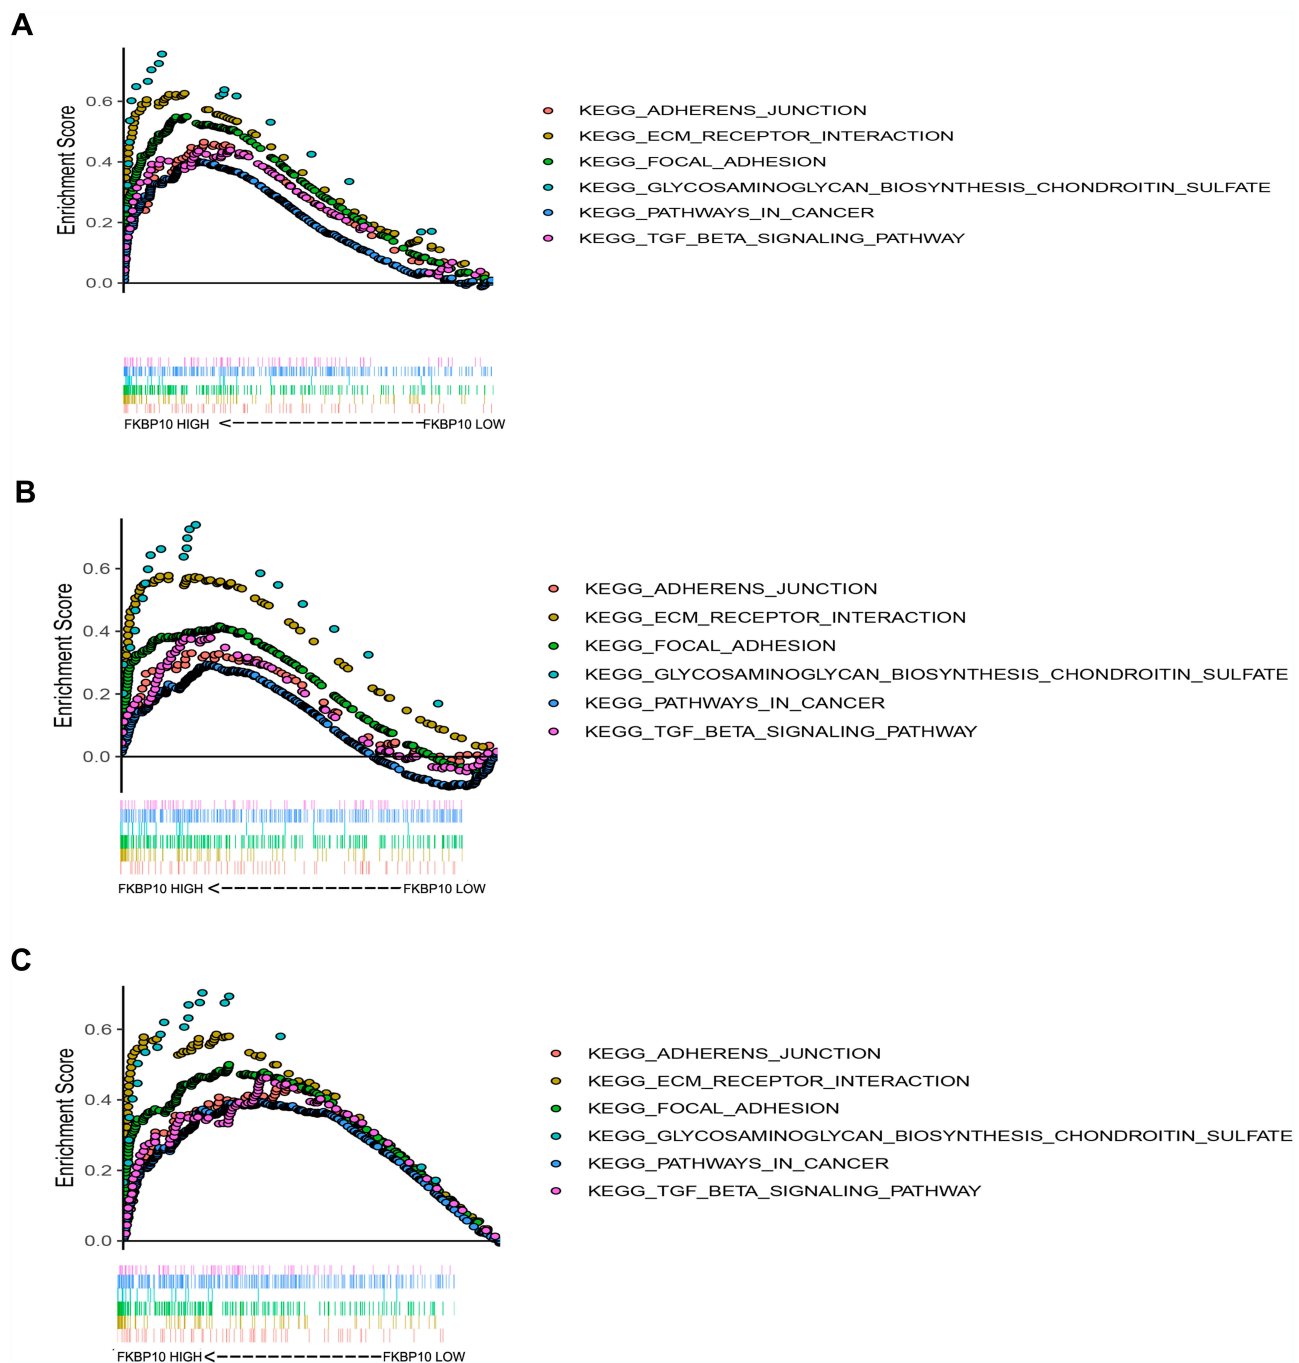 A
Enrichment Score
0.6
0.4
0.2
0.0
KEGG_ADHERENS_JUNCTION
KEGG_ECM_RECEPTOR_INTERACTION
KEGG_FOCAL_ADHESION
KEGG_GLYCOSAMINOGLYCAN_BIOSYNTHESIS_CHONDROITIN_SULFATE
KEGG_PATHWAYS_IN_CANCER
KEGG_TGF_BETA_SIGNALING_PATHWAY
FKBP10 HIGH <------------- FKBP10 LOW
B
Enrichment Score
0.6
0.4
0.2
0.0
KEGG_ADHERENS_JUNCTION
KEGG_ECM_RECEPTOR_INTERACTION
KEGG_FOCAL_ADHESION
KEGG_GLYCOSAMINOGLYCAN_BIOSYNTHESIS_CHONDROITIN_SULFATE
KEGG_PATHWAYS_IN_CANCER
KEGG_TGF_BETA_SIGNALING_PATHWAY
FKBP10 HIGH <------------- FKBP10 LOW
C
Enrichment Score
0.6
0.4
0.2
0.0
KEGG_ADHERENS_JUNCTION
KEGG_ECM_RECEPTOR_INTERACTION
KEGG_FOCAL_ADHESION
KEGG_GLYCOSAMINOGLYCAN_BIOSYNTHESIS_CHONDROITIN_SULFATE
KEGG_PATHWAYS_IN_CANCER
KEGG_TGF_BETA_SIGNALING_PATHWAY
FKBP10 HIGH <------------- FKBP10 LOW